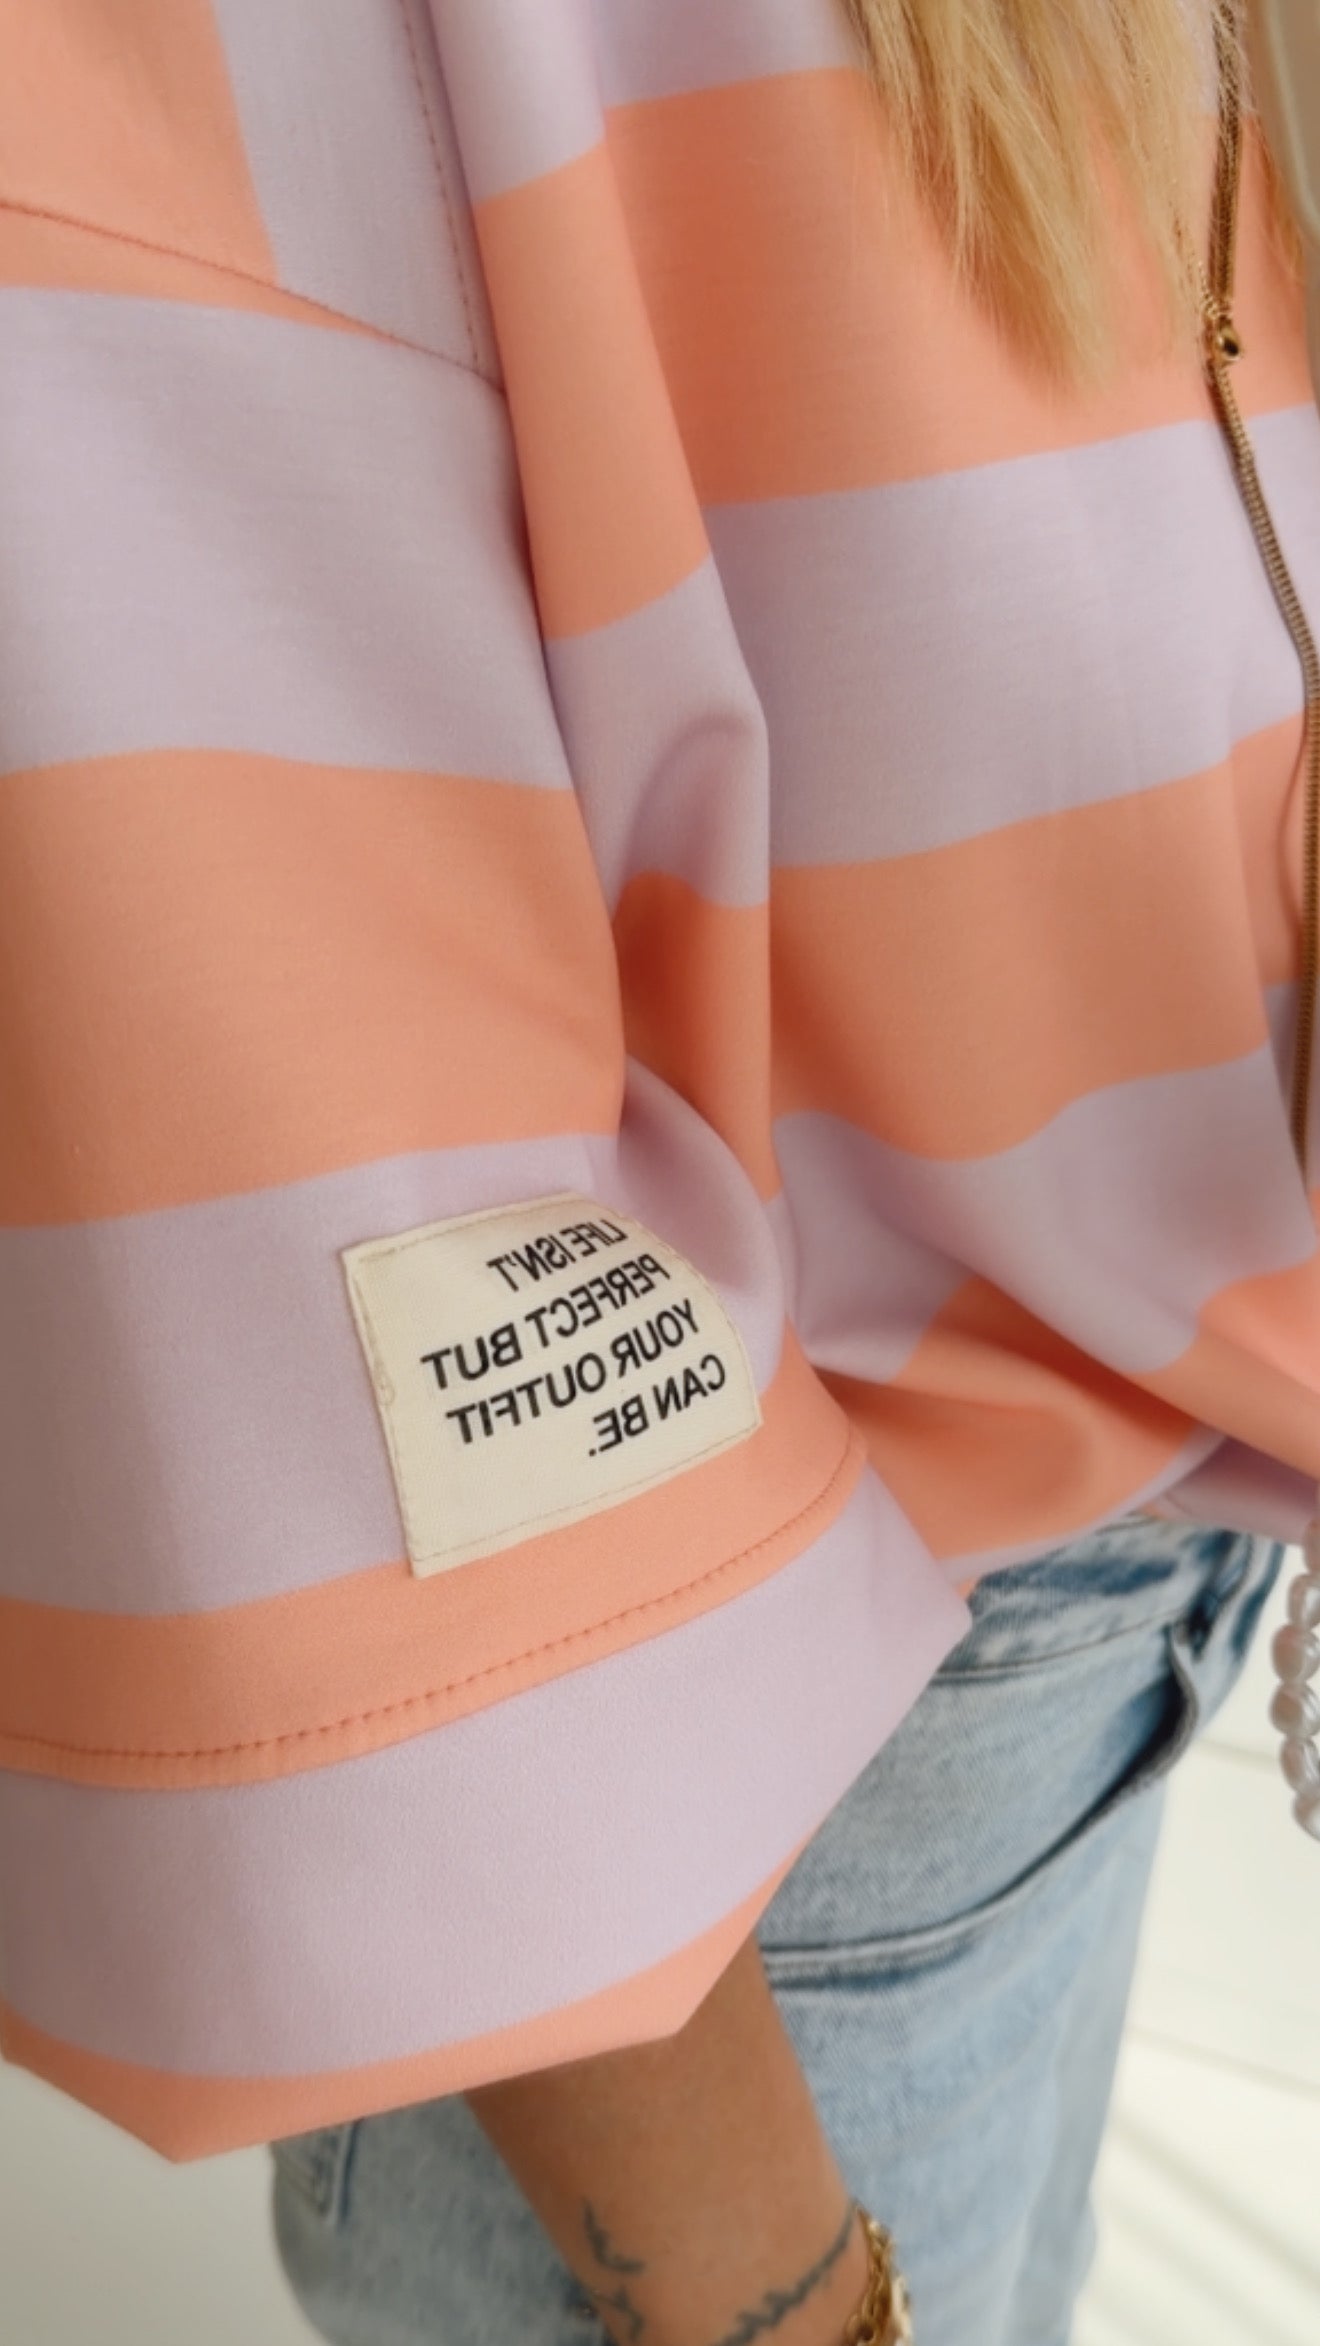 LIFE ISN'T
PERFECT BUT
YOUR OUTFIT
CAN BE.